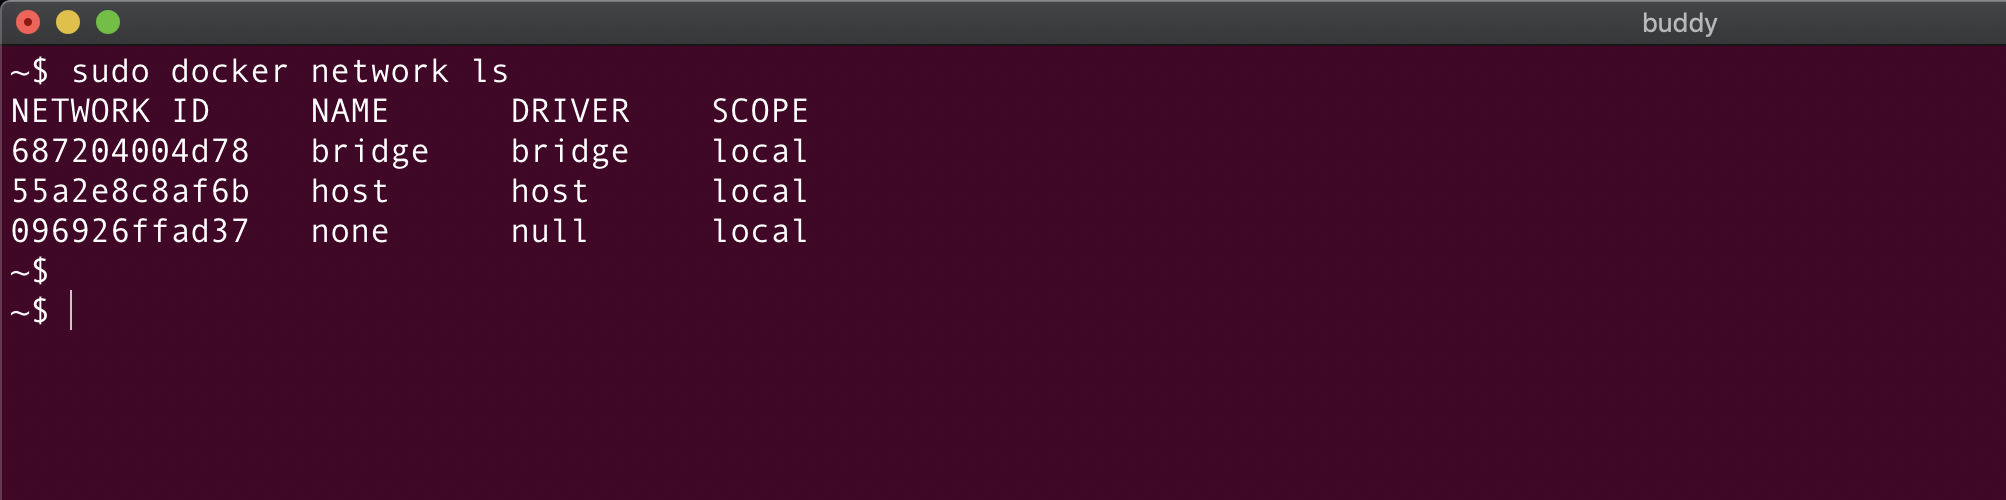 buddy
~$ sudo docker network ls
NETWORK ID     NAME      DRIVER    SCOPE
687204004d78   bridge    bridge    local
55a2e8c8af6b   host      host      local
096926ffad37   none      null      local
~$
~$